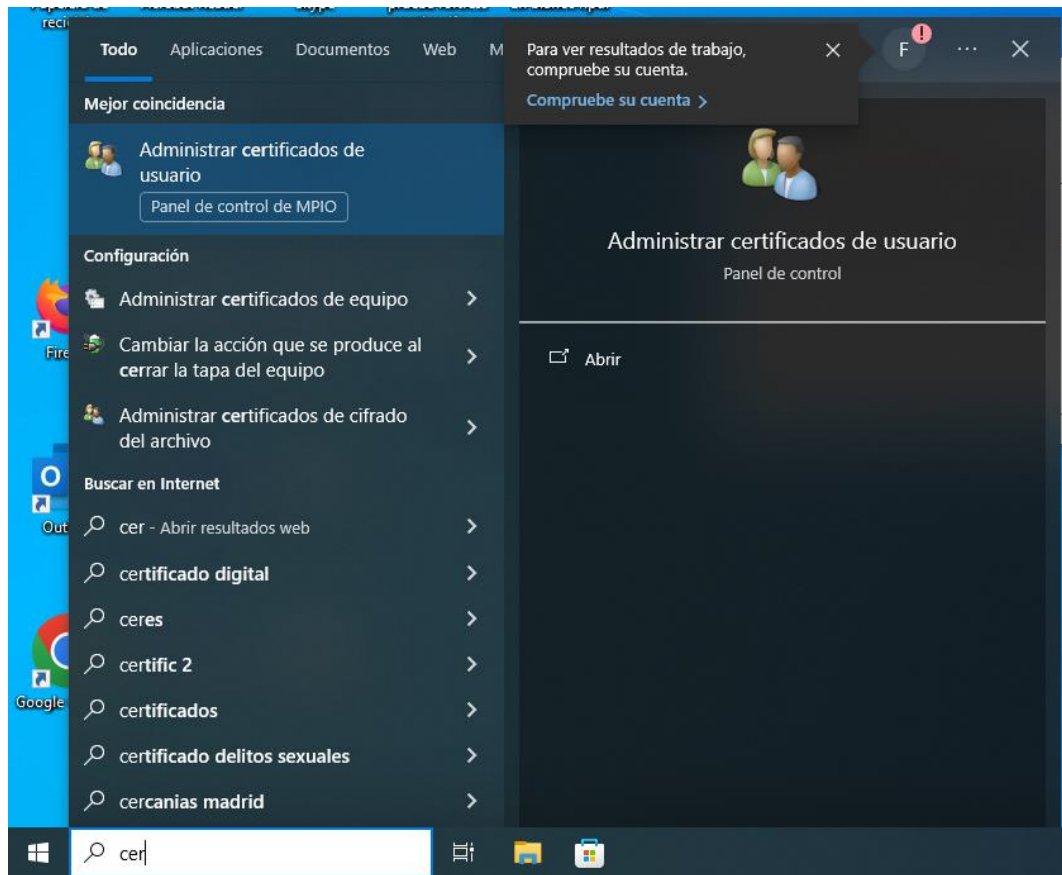 reci
Todo Aplicaciones Documentos Web M
Para ver resultados de trabajo,
compruebe su cuenta.
Compruebe su cuenta >
F
Mejor coincidencia
Administrar certificados de
usuario
Panel de control de MPIO
Administrar certificados de usuario
Panel de control
Abrir
Configuración
Administrar certificados de equipo
Cambiar la acción que se produce al
cerrar la tapa del equipo
Administrar certificados de cifrado
del archivo
Buscar en Internet
cer - Abrir resultados web
certificado digital
ceres
certific 2
certificados
certificado delitos sexuales
cercanias madrid
Fire
Out
Google
cer